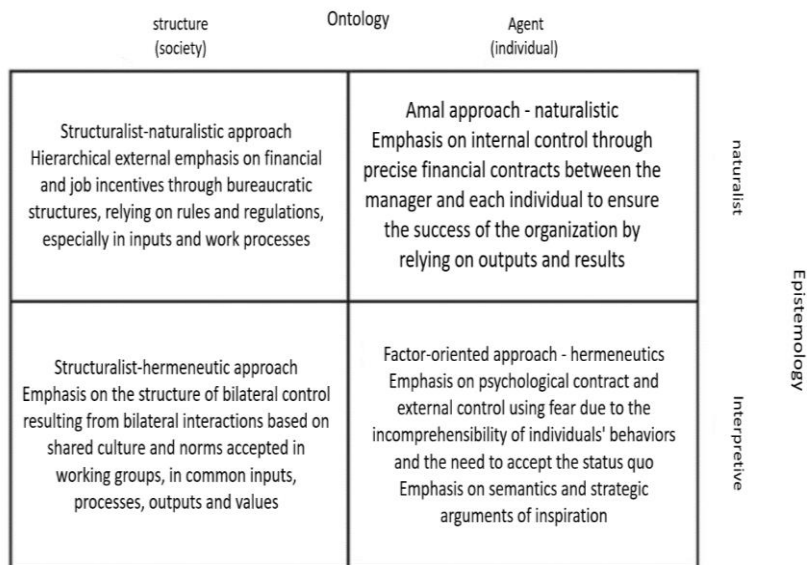 Ontology
structure
(society)
Agent
(individual)
Structuralist-naturalistic approach
Hierarchical external emphasis on financial
and job incentives through bureaucratic
structures, relying on rules and regulations,
especially in inputs and work processes
Amal approach - naturalistic
Emphasis on internal control through
precise financial contracts between the
manager and each individual to ensure
the success of the organization by
relying on outputs and results
naturalist
Epistemology
Structuralist-hermeneutic approach
Emphasis on the structure of bilateral control
resulting from bilateral interactions based on
shared culture and norms accepted in
working groups, in common inputs,
processes, outputs and values
Factor-oriented approach - hermeneutics
Emphasis on psychological contract and
external control using fear due to the
incomprehensibility of individuals' behaviors
and the need to accept the status quo
Emphasis on semantics and strategic
arguments of inspiration
Interpretive